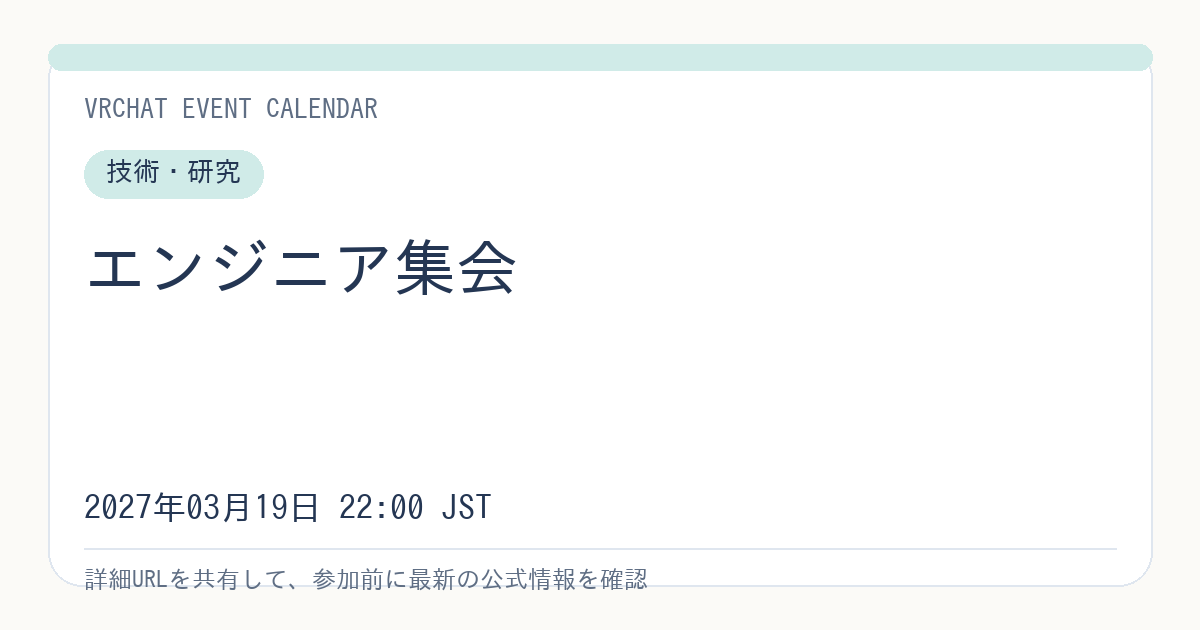 VRCHAT EVENT CALENDAR
技術・研究
エンジニア集会
2027年03月19日 22:00 JST
詳細URLを共有して、参加前に最新の公式情報を確認